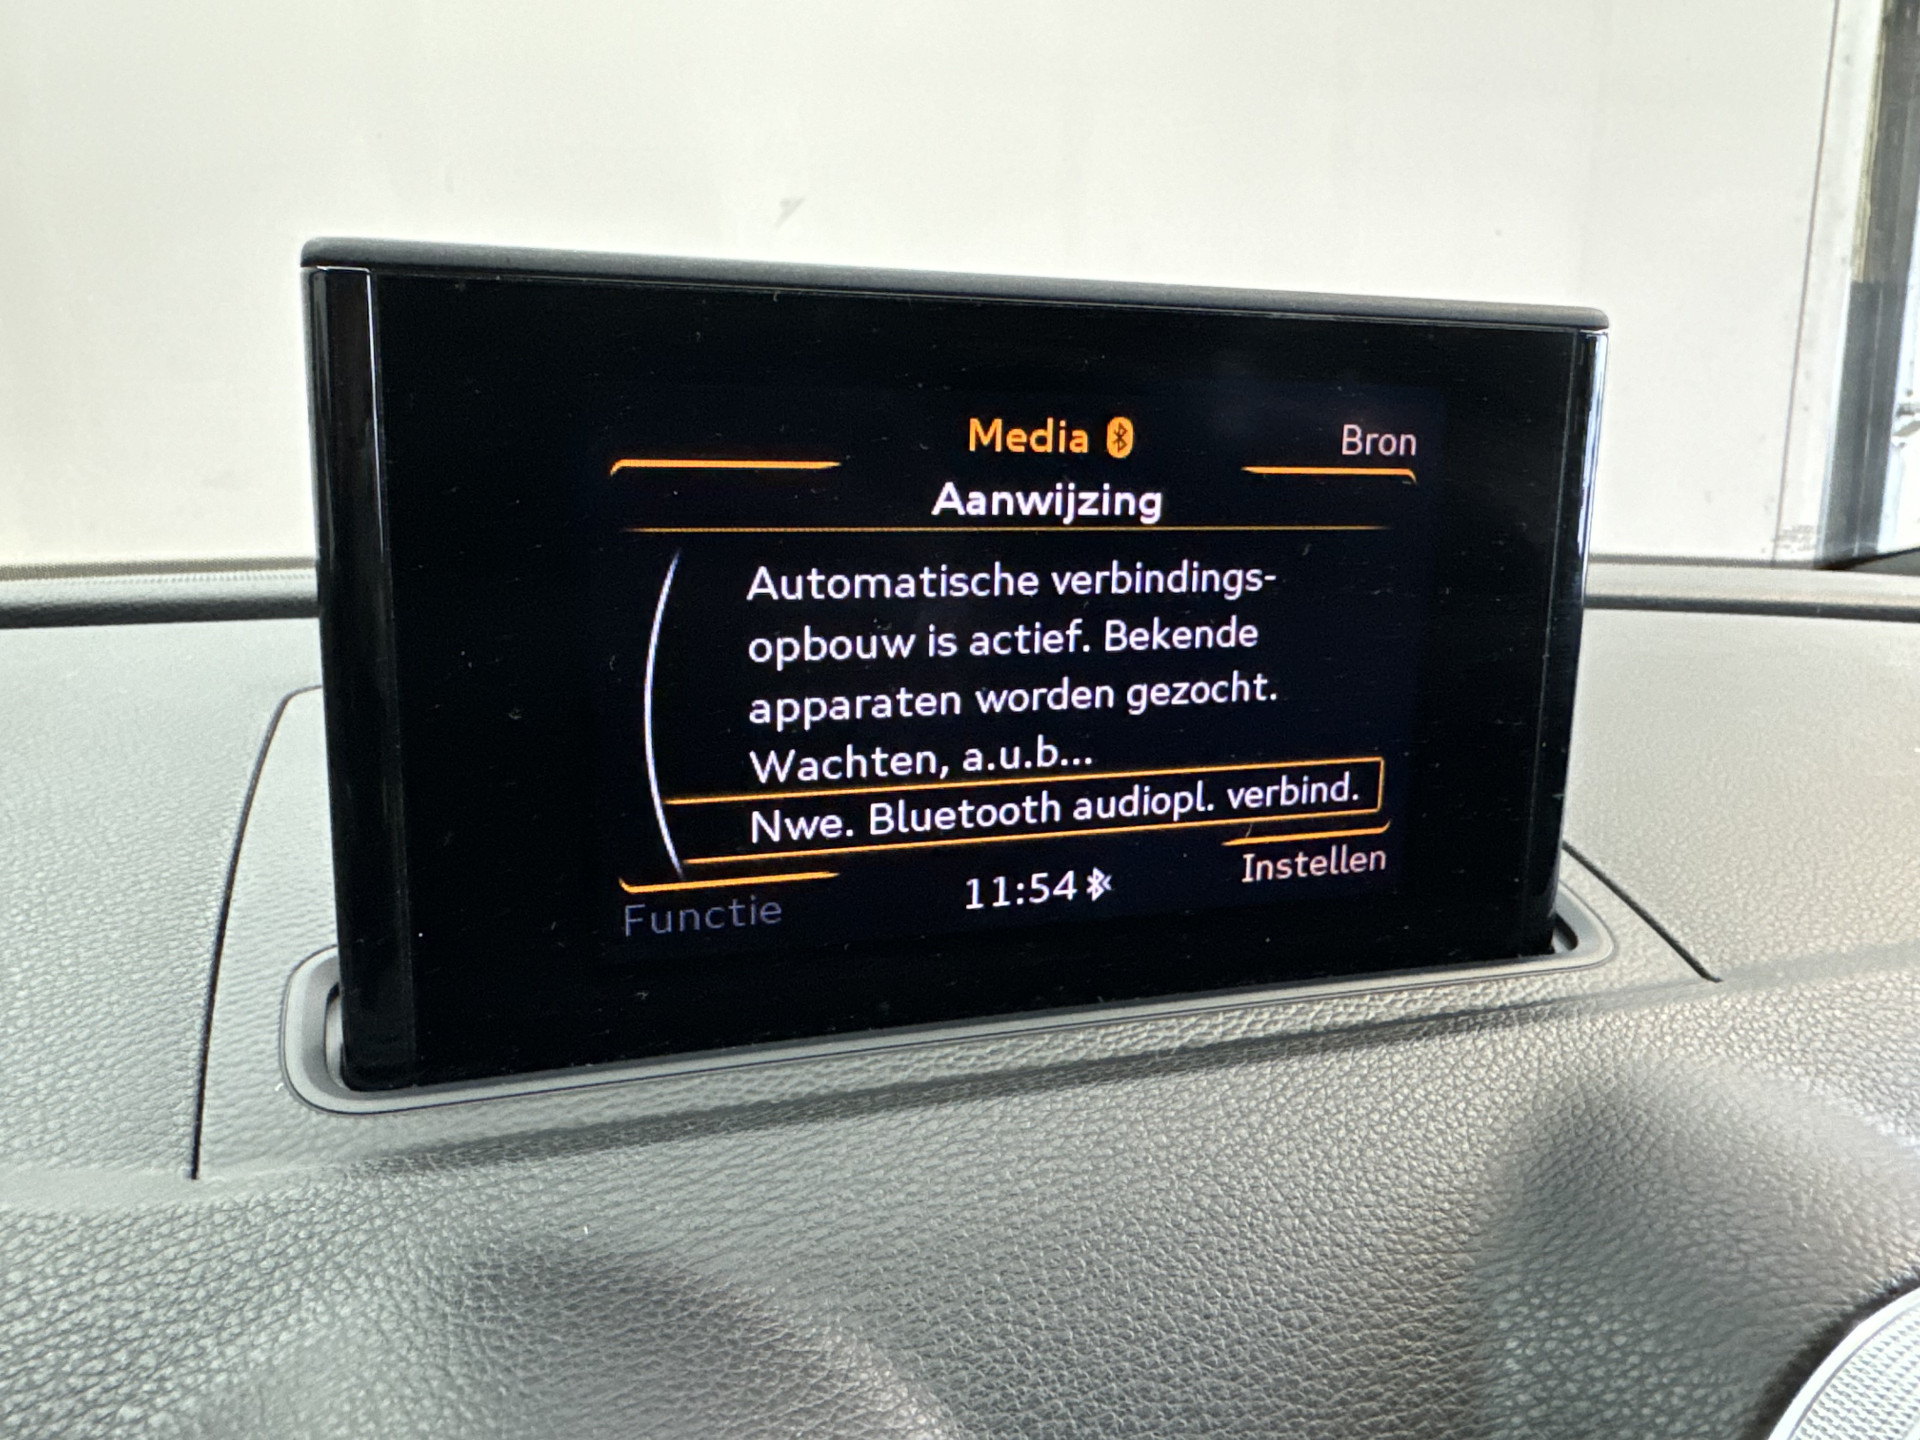 Media
Bron
Aanwijzing
Automatische verbindings-
opbouw is actief. Bekende
apparaten worden gezocht.
Wachten, a.u.b...
Nwe. Bluetooth audiopl. verbind.
Functie
11:54
Instellen